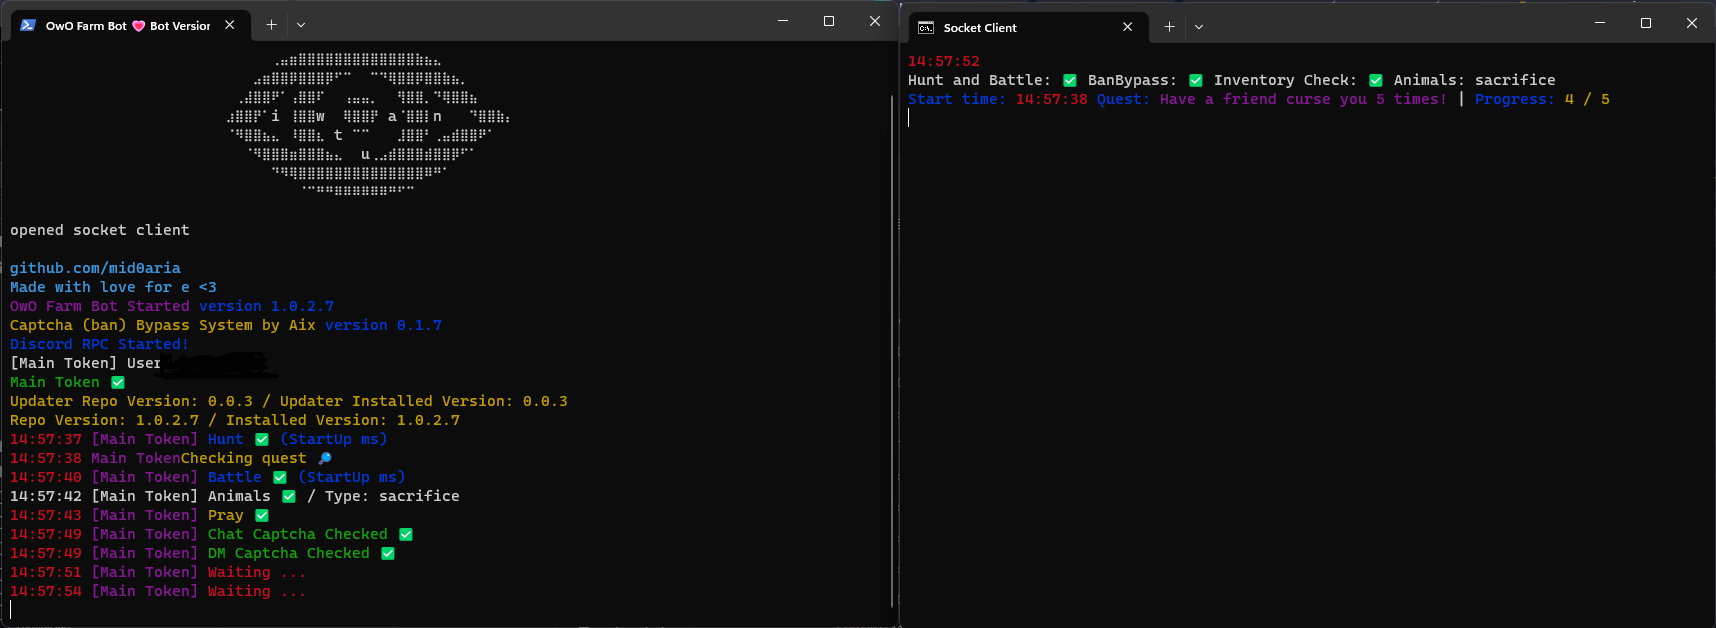 OwO Farm Bot 💗 Bot Version
i w a n
t
u
opened socket client
github.com/mid0aria
Made with love for e <3
OwO Farm Bot Started version 1.0.2.7
Captcha (ban) Bypass System by Aix version 0.1.7
Discord RPC Started!
[Main Token] User
Main Token ✅
Updater Repo Version: 0.0.3 / Updater Installed Version: 0.0.3
Repo Version: 1.0.2.7 / Installed Version: 1.0.2.7
14:57:37 [Main Token] Hunt ✅ (StartUp ms)
14:57:38 Main TokenChecking quest 🔎
14:57:40 [Main Token] Battle ✅ (StartUp ms)
14:57:42 [Main Token] Animals ✅ / Type: sacrifice
14:57:43 [Main Token] Pray ✅
14:57:49 [Main Token] Chat Captcha Checked ✅
14:57:49 [Main Token] DM Captcha Checked ✅
14:57:51 [Main Token] Waiting ...
14:57:54 [Main Token] Waiting ...
Socket Client
14:57:52
Hunt and Battle: ✅ BanBypass: ✅ Inventory Check: ✅ Animals: sacrifice
Start time: 14:57:38 Quest: Have a friend curse you 5 times! | Progress: 4 / 5